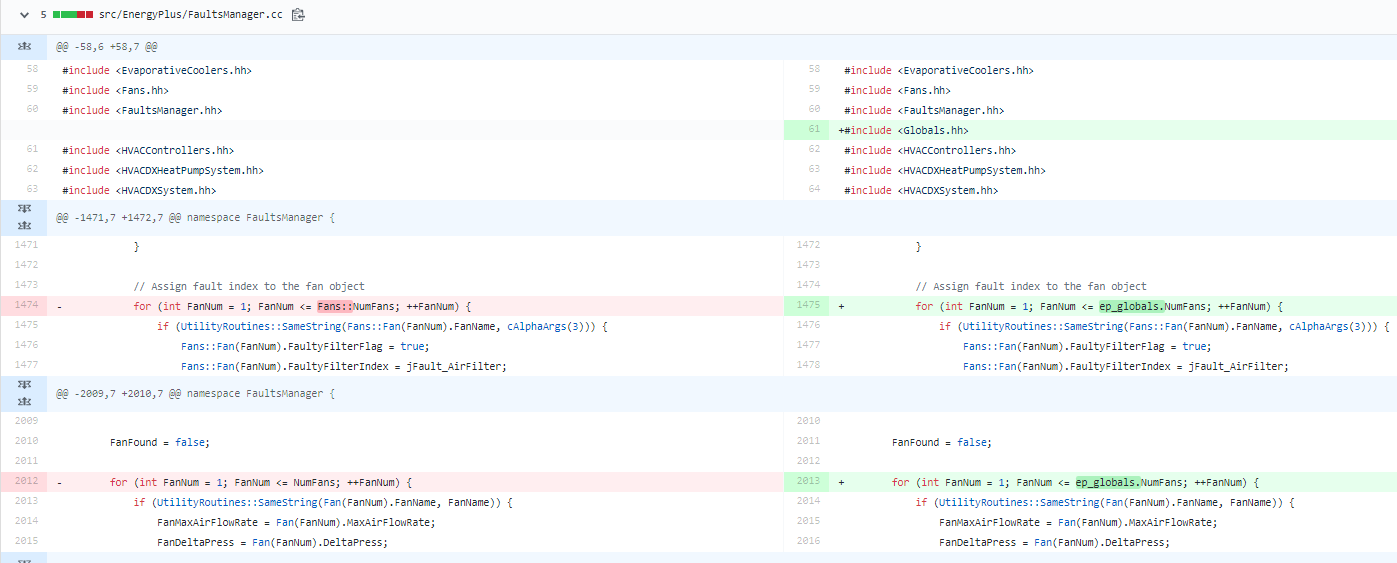 5 src/EnergyPlus/FaultsManager.cc
@@ -58,6 +58,7 @@
58 #include <EvaporativeCoolers.hh> 58 #include <EvaporativeCoolers.hh>
59 #include <Fans.hh> 59 #include <Fans.hh>
60 #include <FaultsManager.hh> 60 #include <FaultsManager.hh>
61 +#include <Globals.hh>
61 #include <HVACControllers.hh> 62 #include <HVACControllers.hh>
62 #include <HVACDXHeatPumpSystem.hh> 63 #include <HVACDXHeatPumpSystem.hh>
63 #include <HVACDXSystem.hh> 64 #include <HVACDXSystem.hh>
@@ -1471,7 +1472,7 @@ namespace FaultsManager {
1471 } 1472 }
1472 1473
1473 // Assign fault index to the fan object 1474 // Assign fault index to the fan object
1474 - for (int FanNum = 1; FanNum <= Fans::NumFans; ++FanNum) { 1475 + for (int FanNum = 1; FanNum <= ep_globals.NumFans; ++FanNum) {
1475 if (UtilityRoutines::SameString(Fans::Fan(FanNum).FanName, cAlphaArgs(3))) { 1476 if (UtilityRoutines::SameString(Fans::Fan(FanNum).FanName, cAlphaArgs(3))) {
1476 Fans::Fan(FanNum).FaultyFilterFlag = true; 1477 Fans::Fan(FanNum).FaultyFilterFlag = true;
1477 Fans::Fan(FanNum).FaultyFilterIndex = jFault_AirFilter; 1478 Fans::Fan(FanNum).FaultyFilterIndex = jFault_AirFilter;
@@ -2009,7 +2010,7 @@ namespace FaultsManager {
2009 2010
2010 FanFound = false; 2011 FanFound = false;
2011 2012
2012 - for (int FanNum = 1; FanNum <= NumFans; ++FanNum) { 2013 + for (int FanNum = 1; FanNum <= ep_globals.NumFans; ++FanNum) {
2013 if (UtilityRoutines::SameString(Fan(FanNum).FanName, FanName)) { 2014 if (UtilityRoutines::SameString(Fan(FanNum).FanName, FanName)) {
2014 FanMaxAirFlowRate = Fan(FanNum).MaxAirFlowRate; 2015 FanMaxAirFlowRate = Fan(FanNum).MaxAirFlowRate;
2015 FanDeltaPress = Fan(FanNum).DeltaPress; 2016 FanDeltaPress = Fan(FanNum).DeltaPress;